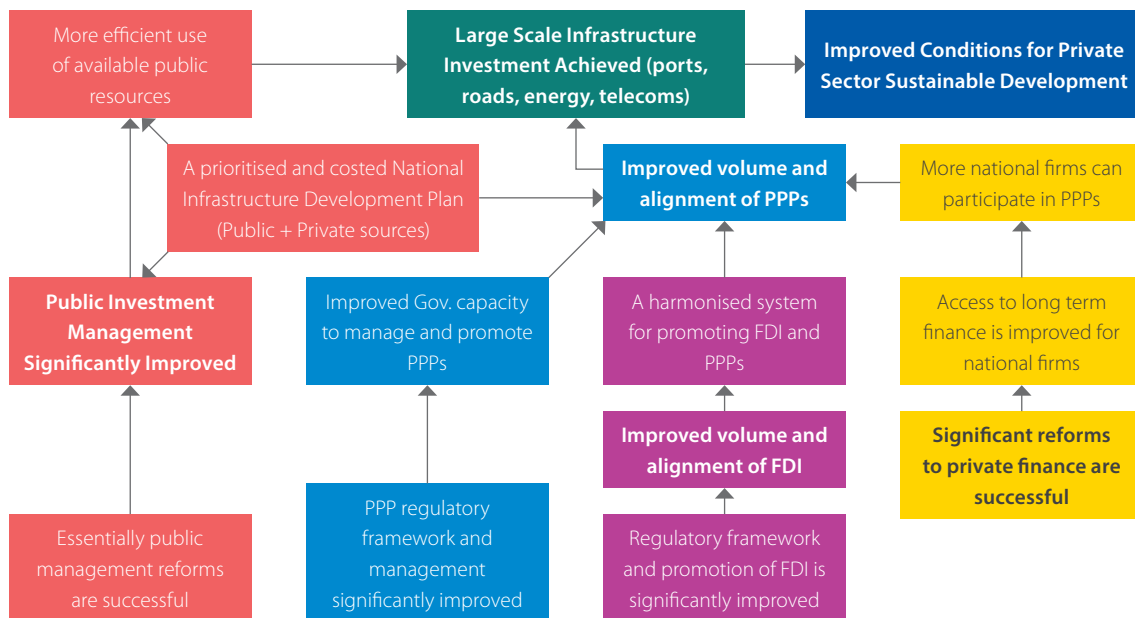 More efficient use
of available public
resources
Large Scale Infrastructure
Investment Achieved (ports,
roads, energy, telecoms)
Improved Conditions for Private
Sector Sustainable Development
A prioritised and costed National
Infrastructure Development Plan
(Public + Private sources)
Improved volume and
alignment of PPPs
More national firms can
participate in PPPs
Public Investment
Management
Significantly Improved
Improved Gov. capacity
to manage and promote
PPPs
A harmonised system
for promoting FDI and
PPPs
Access to long term
finance is improved for
national firms
Improved volume and
alignment of FDI
Significant reforms
to private finance are
successful
Essentially public
management reforms
are successful
PPP regulatory
framework and
management
significantly improved
Regulatory framework
and promotion of FDI is
significantly improved